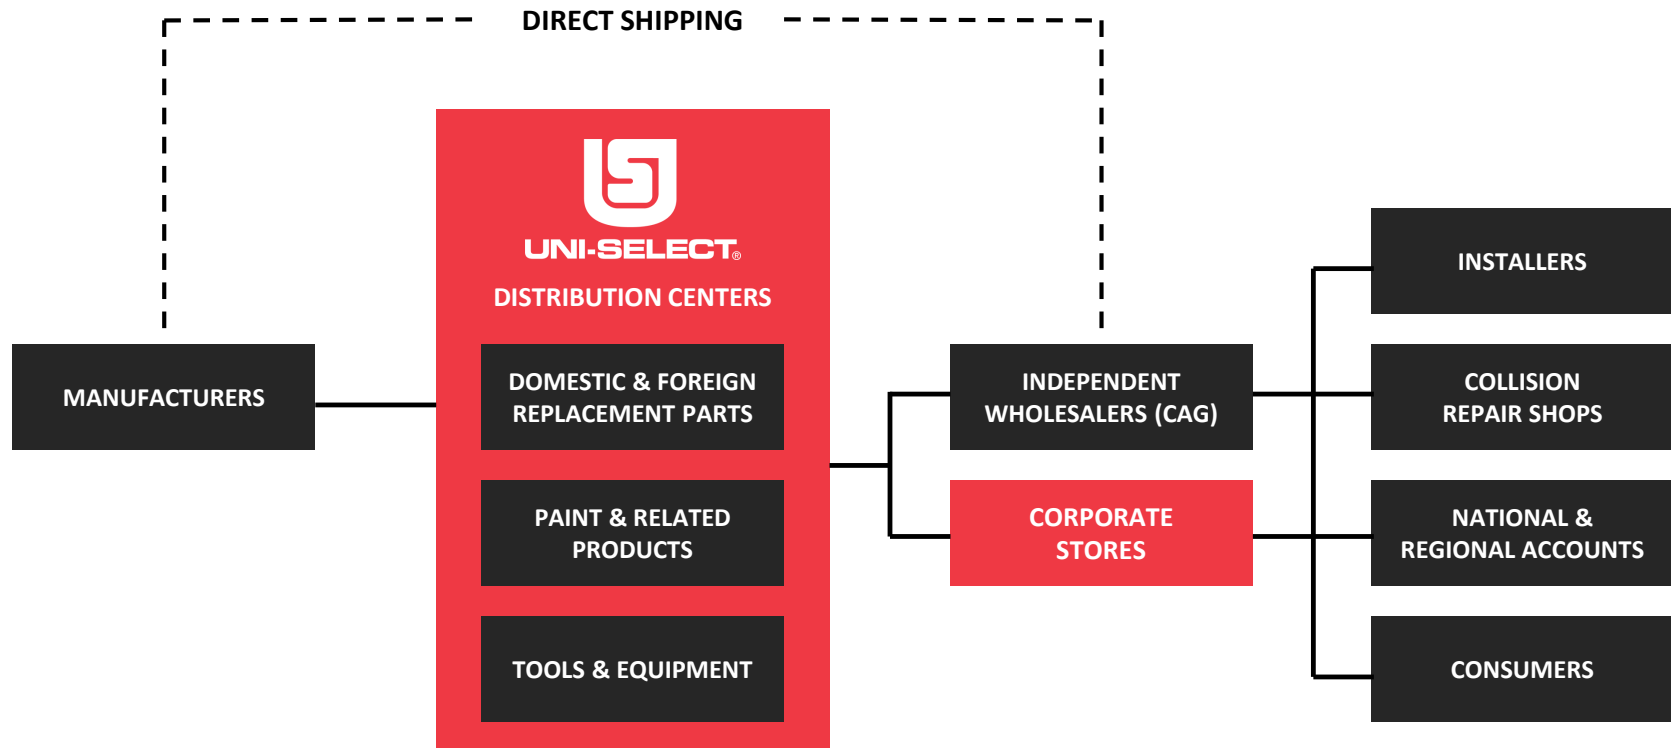 DIRECT SHIPPING
UNI-SELECT®
DISTRIBUTION CENTERS
MANUFACTURERS
DOMESTIC & FOREIGN
REPLACEMENT PARTS
PAINT & RELATED
PRODUCTS
TOOLS & EQUIPMENT
INDEPENDENT
WHOLESALERS (CAG)
CORPORATE
STORES
INSTALLERS
COLLISION
REPAIR SHOPS
NATIONAL &
REGIONAL ACCOUNTS
CONSUMERS